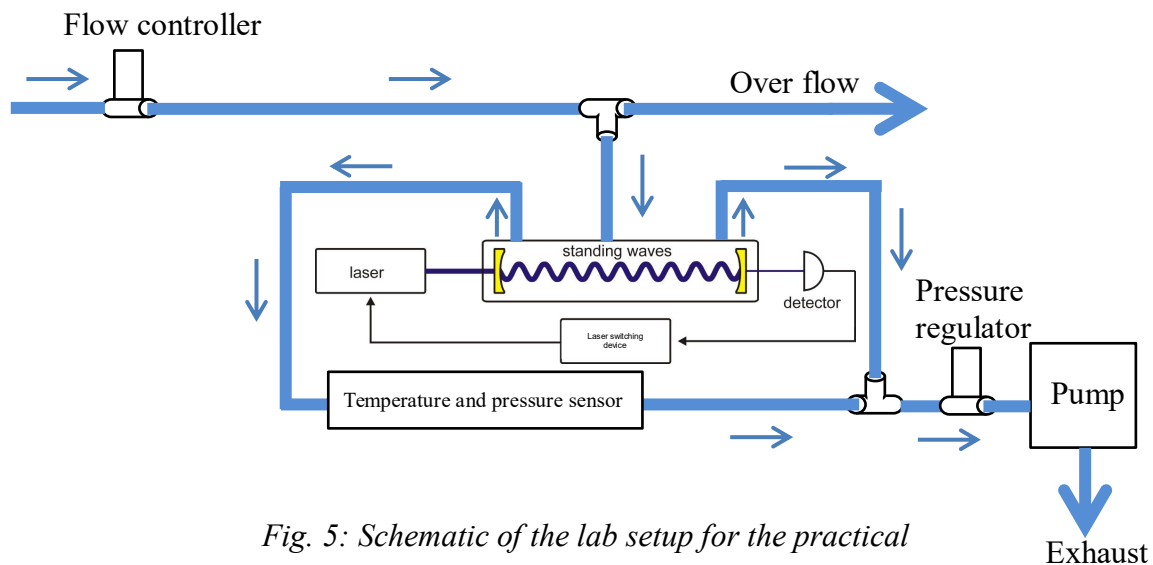 Flow controller
Over flow
standing waves
laser
detector
Laser switching
device
Pressure
regulator
Temperature and pressure sensor
Pump
Fig. 5: Schematic of the lab setup for the practical
Exhaust